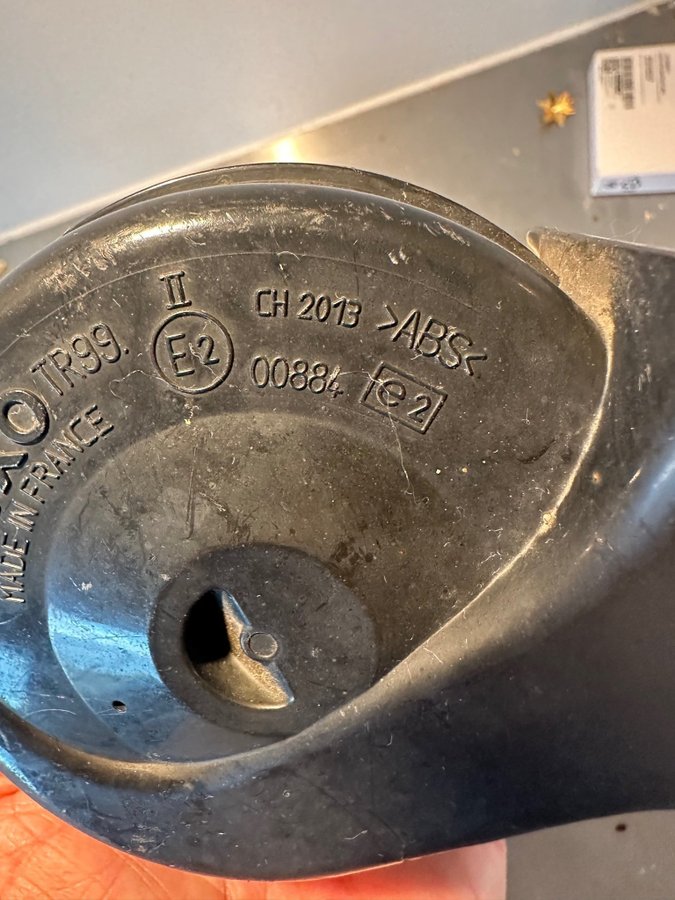 II
CH 2013 >ABS<
TR99.
E2
00884 e2
MADE IN FRANCE